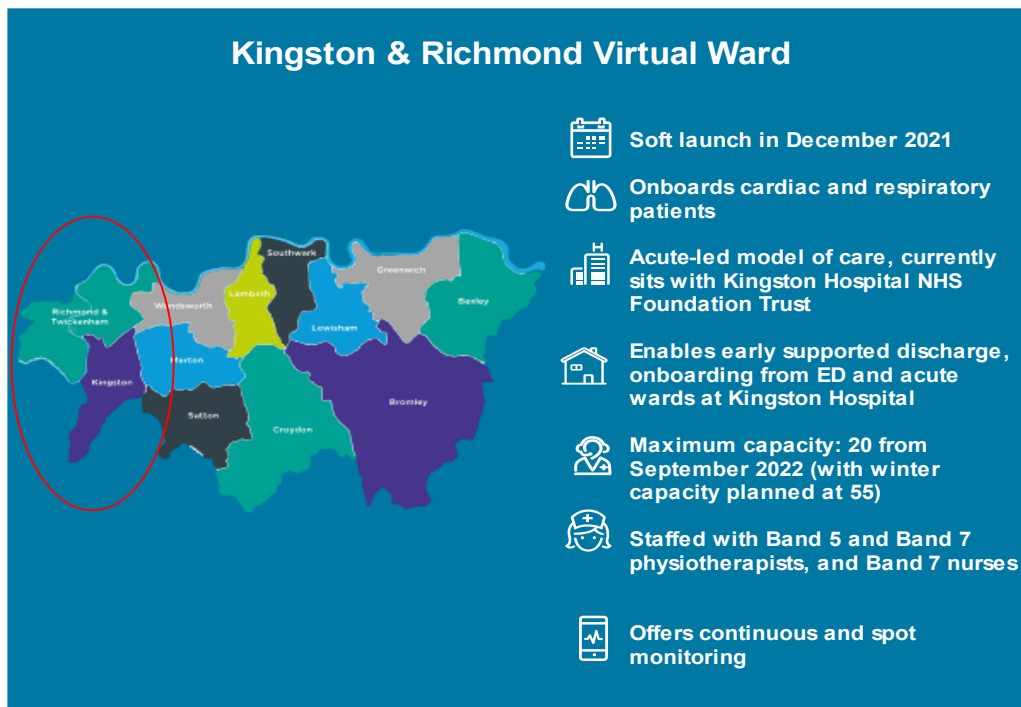 Kingston & Richmond Virtual Ward
Soft launch in December 2021
Onboards cardiac and respiratory
patients
Acute-led model of care, currently
sits with Kingston Hospital NHS
Foundation Trust
Enables early supported discharge,
onboarding from ED and acute
wards at Kingston Hospital
Maximum capacity: 20 from
September 2022 (with winter
capacity planned at 55)
Staffed with Band 5 and Band 7
physiotherapists, and Band 7 nurses
Offers continuous and spot
monitoring
Richmond &
Twickenham
Kingston
Wandsworth
Merton
Sutton
Lambeth
Southwark
Lewisham
Croydon
Greenwich
Bromley
Bexley
H